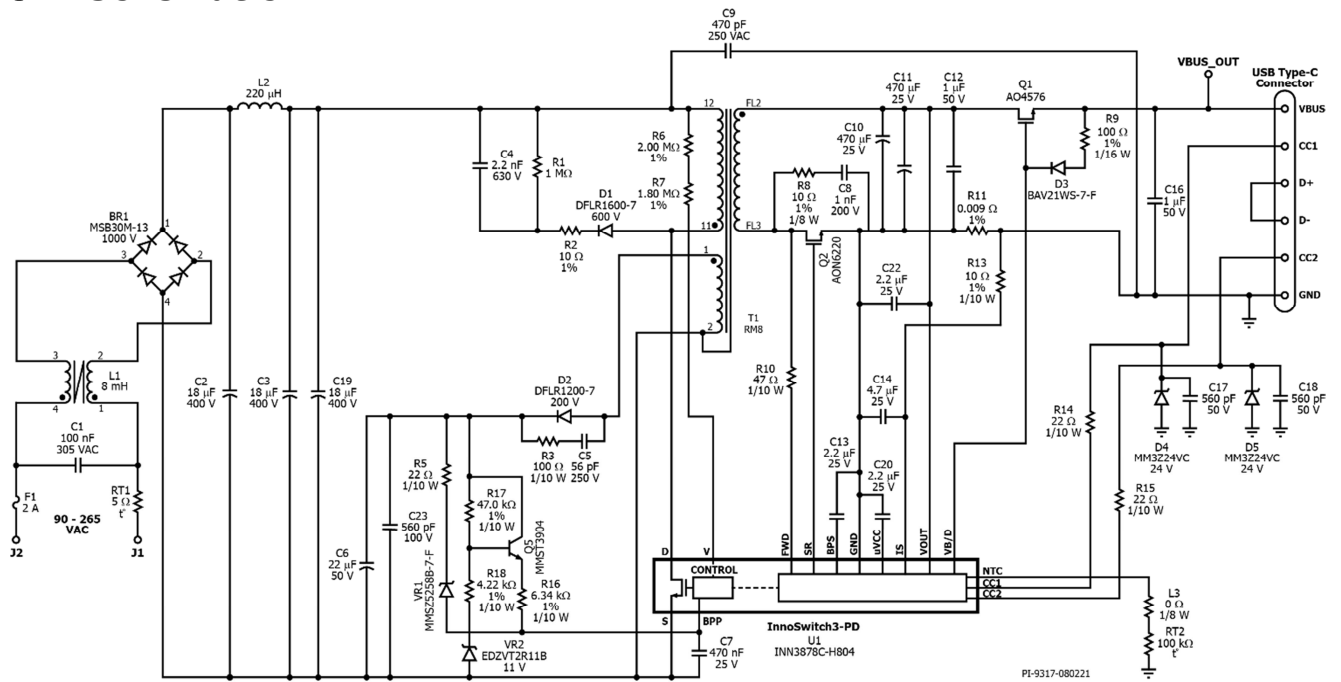 C9
470 pF
250 VAC
L2
220 µH
C11
470 µF
25 V
C12
1 µF
50 V
Q1
AO4576
VBUS_OUT
USB Type-C
Connector
12
FL2
VBUS
R6
2.00 MΩ
1%
C10
470 µF
25 V
R9
100 Ω
1%
1/16 W
CC1
C4
2.2 nF
630 V
R1
1 MΩ
R7
1.80 MΩ
1%
D3
BAV21WS-7-F
D+
D1
DFLR1600-7
600 V
R8
10 Ω
1%
1/8 W
C8
1 nF
200 V
R11
0.009 Ω
1%
C16
1 µF
50 V
D-
BR1
MSB30M-13
1000 V
1
2
3
4
R2
10 Ω
1%
11
FL3
Q2
AON6220
1
R13
10 Ω
1%
1/10 W
CC2
C22
2.2 µF
25 V
GND
T1
RM8
2
3
2
L1
8 mH
4
1
C2
18 µF
400 V
C3
18 µF
400 V
C19
18 µF
400 V
D2
DFLR1200-7
200 V
R10
47 Ω
1/10 W
C14
4.7 µF
25 V
R14
22 Ω
1/10 W
C17
560 pF
50 V
C18
560 pF
50 V
D4
MM3Z24VC
24 V
D5
MM3Z24VC
24 V
C1
100 nF
305 VAC
R3
100 Ω
1/10 W
C5
56 pF
250 V
C13
2.2 µF
25 V
C20
2.2 µF
25 V
R5
22 Ω
1/10 W
R17
47.0 kΩ
1%
1/10 W
R15
22 Ω
1/10 W
F1
2 A
RT1
5 Ω
t°
90 - 265
VAC
J2
J1
C23
560 pF
100 V
Q5
MMST3904
C6
22 µF
50 V
VR1
MMSZ5258B-7-F
R18
4.22 kΩ
1%
1/10 W
R16
6.34 kΩ
1%
1/10 W
VR2
EDZVT2R11B
11 V
D
V
FWD
SR
BPS
GND
uVCC
IS
VOUT
VB/D
CONTROL
NTC
CC1
CC2
S
BPP
InnoSwitch3-PD
U1
INN3878C-H804
C7
470 nF
25 V
L3
0 Ω
1/8 W
RT2
100 kΩ
t°
PI-9317-080221